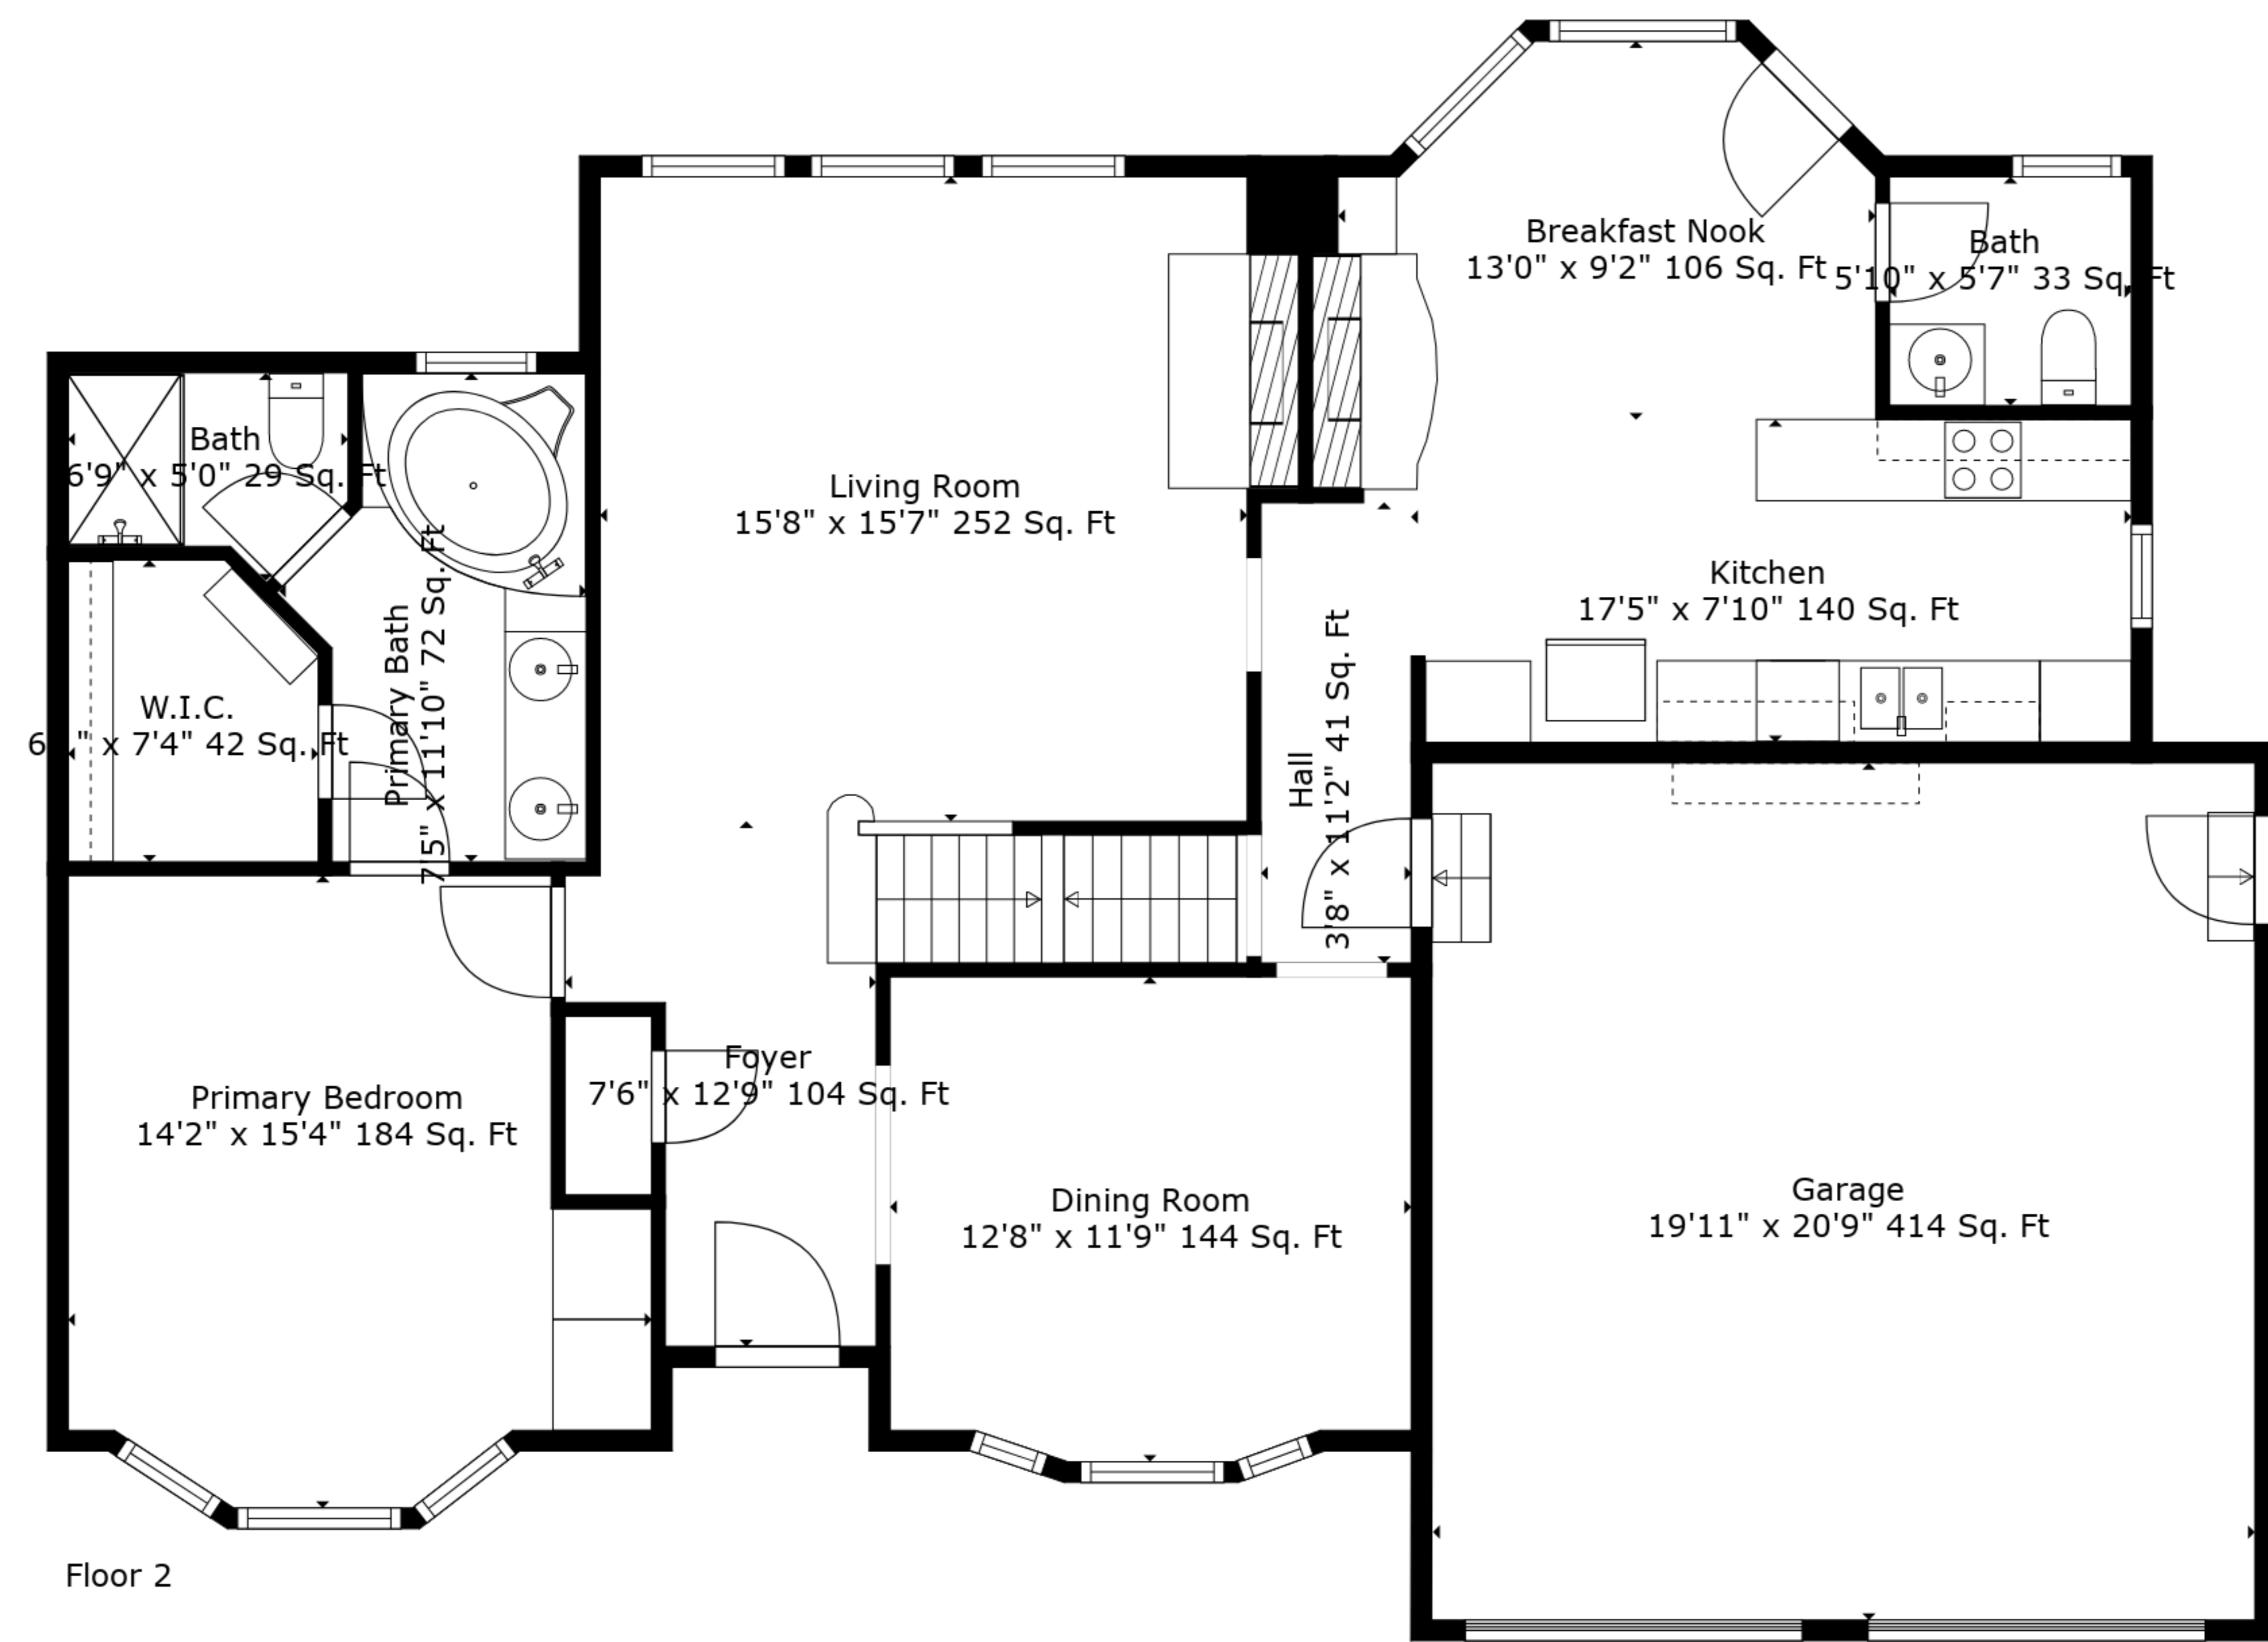 Breakfast Nook
13'0" x 9'2" 106 Sq. Ft
Bath
5'10" x 5'7" 33 Sq. Ft
Bath
6'9" x 5'0" 29 Sq. Ft
Living Room
15'8" x 15'7" 252 Sq. Ft
Kitchen
17'5" x 7'10" 140 Sq. Ft
W.I.C.
x 7'4" 42 Sq. Ft
Primary Bath
7'5" x 11'10" 72 Sq. Ft
Hall
3'8" x 11'2" 41 Sq. Ft
Foyer
7'6" x 12'9" 104 Sq. Ft
Primary Bedroom
14'2" x 15'4" 184 Sq. Ft
Dining Room
12'8" x 11'9" 144 Sq. Ft
Garage
19'11" x 20'9" 414 Sq. Ft
Floor 2